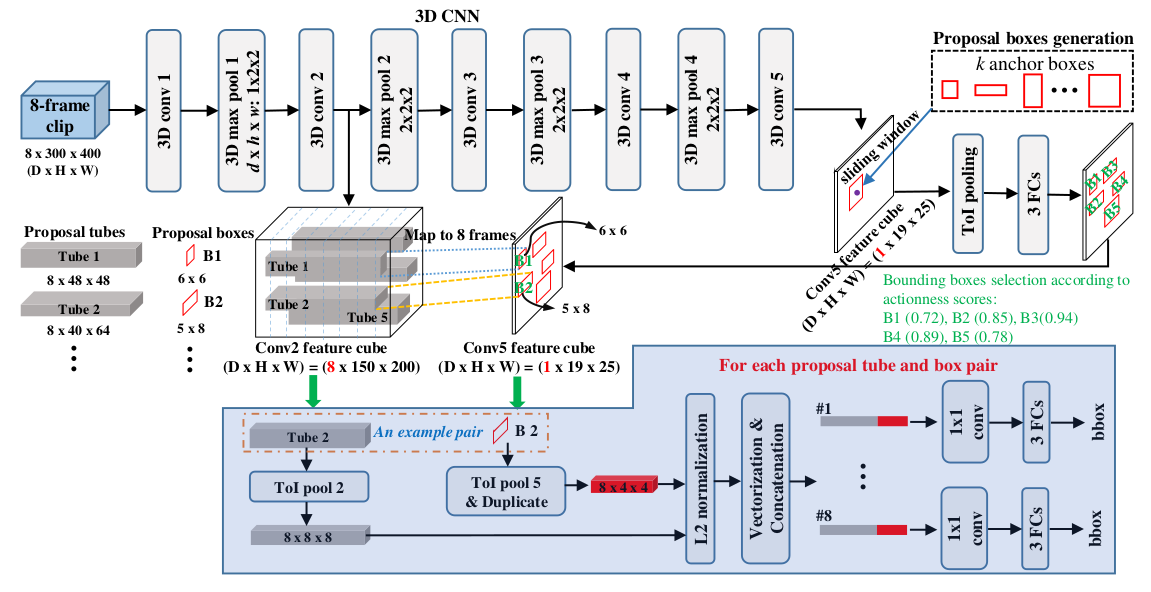 3D CNN
8-frame
clip
8 x 300 x 400
(D x H x W)
3D conv 1
3D max pool 1
d x h x w: 1x2x2
3D conv 2
3D max pool 2
2x2x2
3D conv 3
3D max pool 3
2x2x2
3D conv 4
3D max pool 4
2x2x2
3D conv 5
Proposal boxes generation
k anchor boxes
•••
sliding window
Conv5 feature cube
(D x H x W) = (1 x 19 x 25)
ToI pooling
3 FCs
B1
B3
B4
B2
B5
Bounding boxes selection according to
actionness scores:
B1 (0.72), B2 (0.85), B3(0.94)
B4 (0.89), B5 (0.78)
Proposal tubes
Tube 1
8 x 48 x 48
Tube 2
8 x 40 x 64
Proposal boxes
B1
6 x 6
B2
5 x 8
Map to 8 frames
Tube 1
Tube 2
Tube 5
Conv2 feature cube
(D x H x W) = (8 x 150 x 200)
B1
B2
6 x 6
5 x 8
Conv5 feature cube
(D x H x W) = (1 x 19 x 25)
For each proposal tube and box pair
Tube 2
An example pair
B 2
ToI pool 2
8 x 8 x 8
ToI pool 5
& Duplicate
8 x 4 x 4
L2 normalization
Vectorization &
Concatenation
#1
1x1
conv
3 FCs
bbox
#8
1x1
conv
3 FCs
bbox